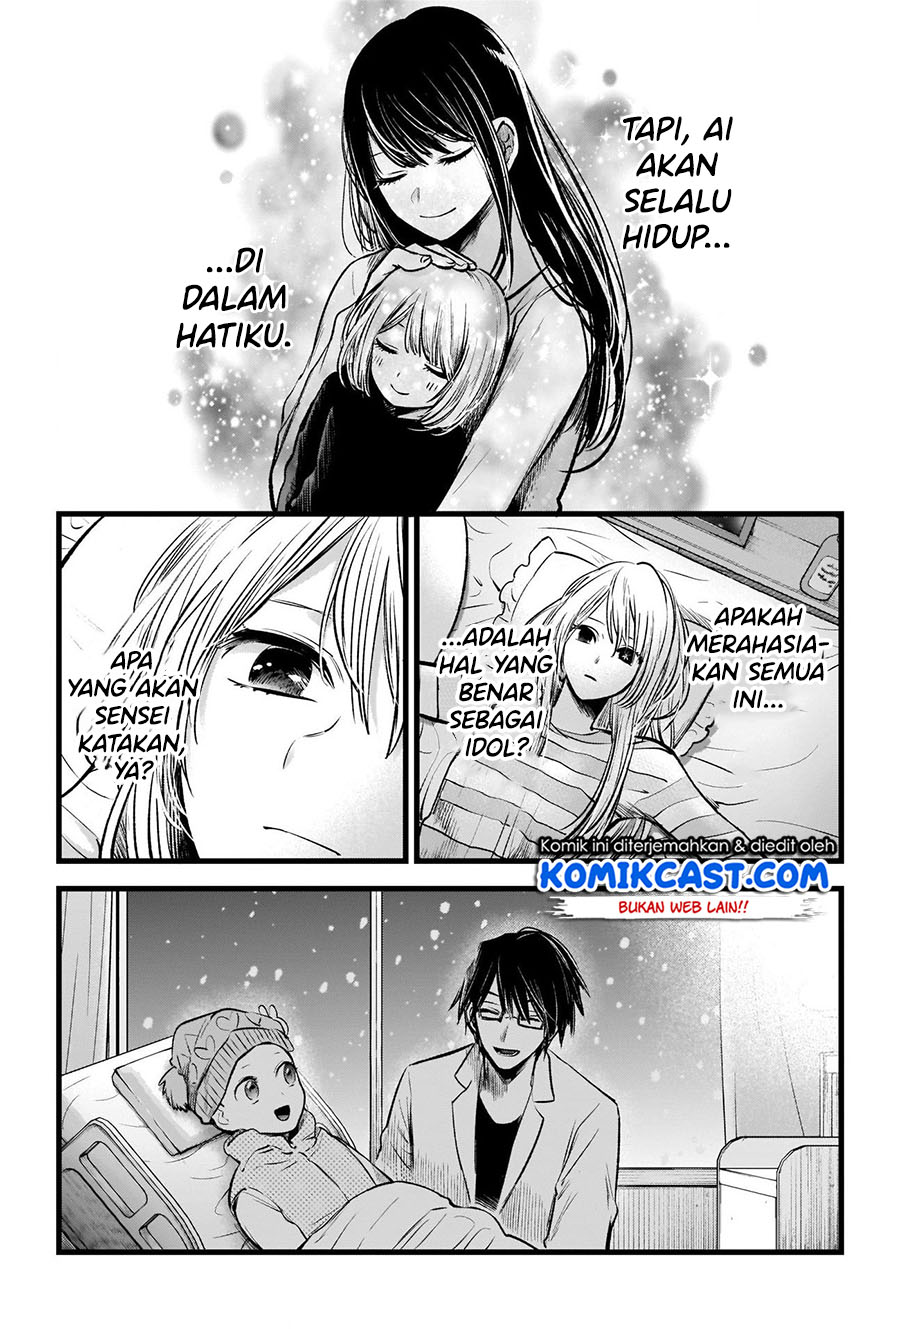 TAPI, AI
AKAN
SELALU
HIDUP...
...DI
DALAM
HATIKU.
APAKAH
MERAHASIA-
KAN SEMUA
INI...
...ADALAH
HAL YANG
BENAR
SEBAGAI
IDOL?
APA
YANG AKAN
SENSEI
KATAKAN,
YA?
Komik ini diterjemahkan & diedit oleh
KOMIKCAST.COM
BUKAN WEB LAIN!!